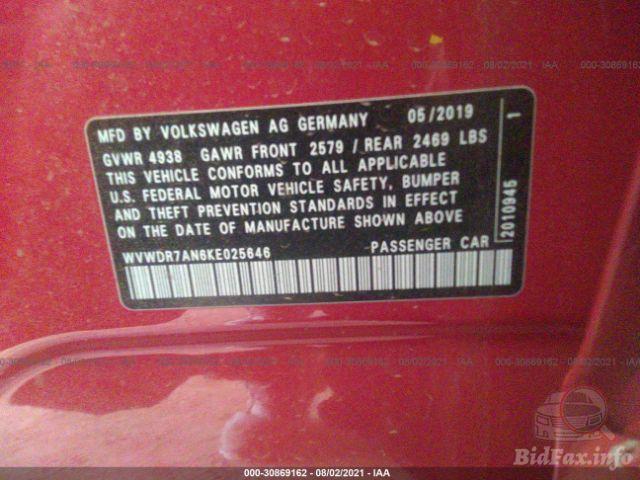 MFD BY VOLKSWAGEN AG GERMANY 05/2019
GVWR 4938 GAWR FRONT 2579 / REAR 2469 LBS
THIS VEHICLE CONFORMS TO ALL APPLICABLE
U.S. FEDERAL MOTOR VEHICLE SAFETY, BUMPER
AND THEFT PREVENTION STANDARDS IN EFFECT
ON THE DATE OF MANUFACTURE SHOWN ABOVE
WVWDR7AN6KE025646 PASSENGER CAR
2010945 1
000-30869162 - 08/02/2021 - IAA
BidFax.info